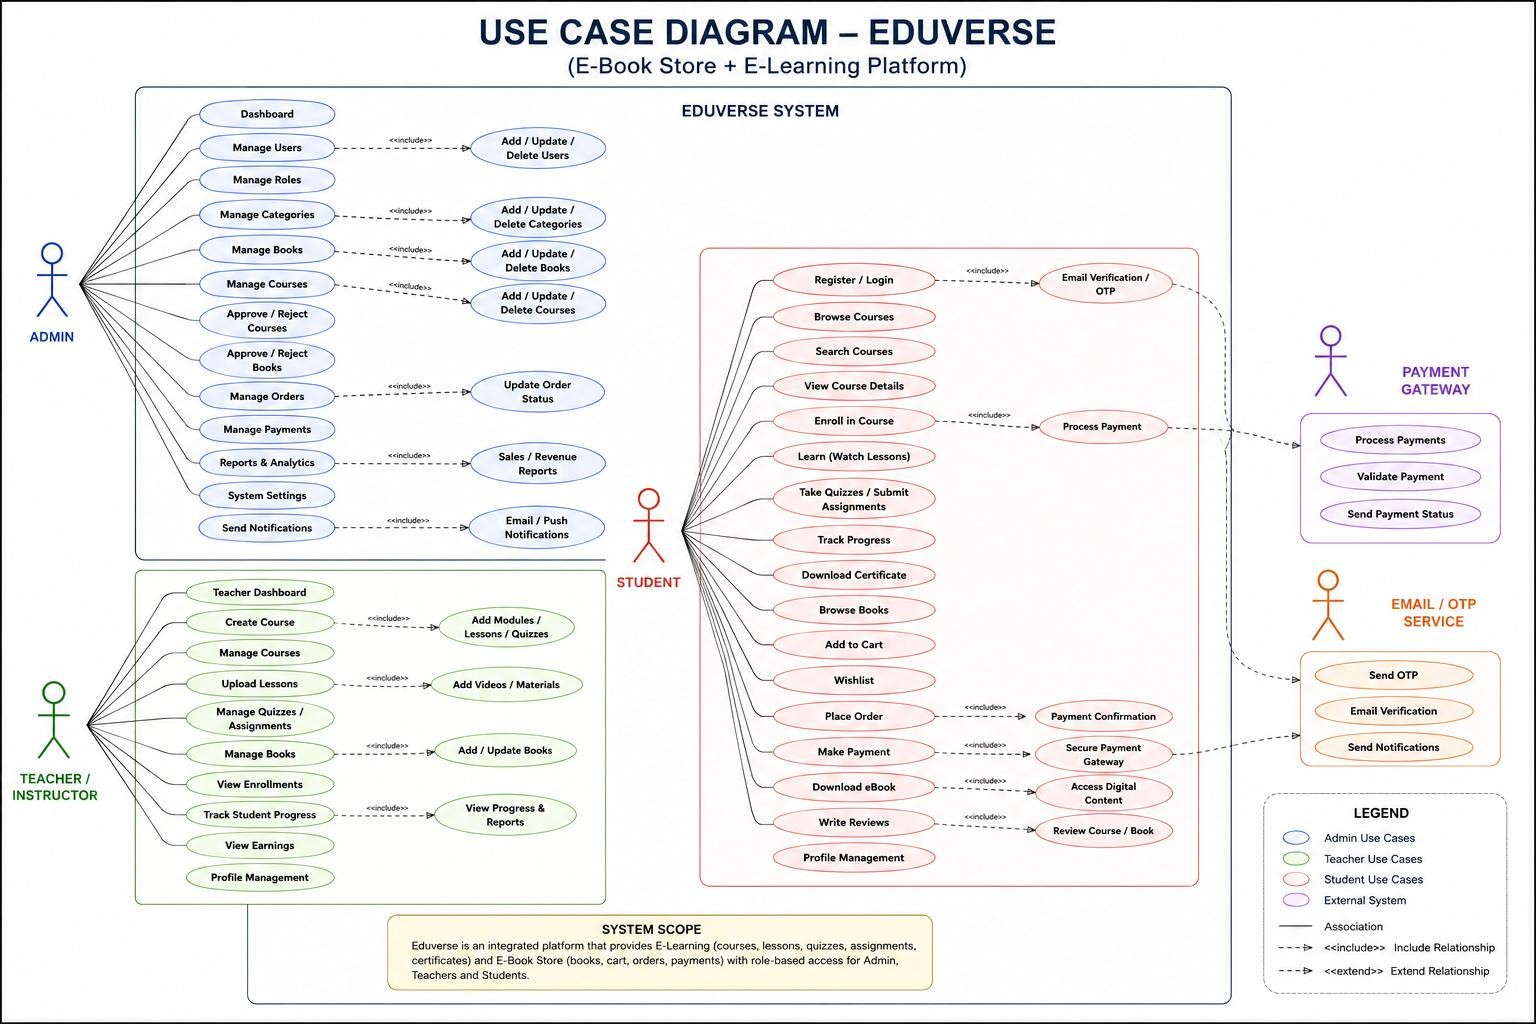 USE CASE DIAGRAM – EDUVERSE
(E-Book Store + E-Learning Platform)
EDUVERSE SYSTEM
ADMIN
Dashboard
Manage Users
<<include>>
Add / Update /
Delete Users
Manage Roles
Manage Categories
<<include>>
Add / Update /
Delete Categories
Manage Books
<<include>>
Add / Update /
Delete Books
Manage Courses
<<include>>
Add / Update /
Delete Courses
Approve / Reject
Courses
Approve / Reject
Books
Manage Orders
<<include>>
Update Order
Status
Manage Payments
Reports & Analytics
<<include>>
Sales / Revenue
Reports
System Settings
Send Notifications
<<include>>
Email / Push
Notifications
TEACHER /
INSTRUCTOR
Teacher Dashboard
Create Course
<<include>>
Add Modules /
Lessons / Quizzes
Manage Courses
Upload Lessons
<<include>>
Add Videos / Materials
Manage Quizzes /
Assignments
Manage Books
<<include>>
Add / Update Books
View Enrollments
Track Student Progress
<<include>>
View Progress &
Reports
View Earnings
Profile Management
STUDENT
Register / Login
<<include>>
Email Verification /
OTP
Browse Courses
Search Courses
View Course Details
Enroll in Course
<<include>>
Process Payment
Learn (Watch Lessons)
Take Quizzes / Submit
Assignments
Track Progress
Download Certificate
Browse Books
Add to Cart
Wishlist
Place Order
<<include>>
Payment Confirmation
Make Payment
<<include>>
Secure Payment
Gateway
Download eBook
<<include>>
Access Digital
Content
Write Reviews
<<include>>
Review Course / Book
Profile Management
PAYMENT
GATEWAY
Process Payments
Validate Payment
Send Payment Status
EMAIL / OTP
SERVICE
Send OTP
Email Verification
Send Notifications
LEGEND
Admin Use Cases
Teacher Use Cases
Student Use Cases
External System
Association
<<include>> Include Relationship
<<extend>> Extend Relationship
SYSTEM SCOPE
Eduverse is an integrated platform that provides E-Learning (courses, lessons, quizzes, assignments,
certificates) and E-Book Store (books, cart, orders, payments) with role-based access for Admin,
Teachers and Students.